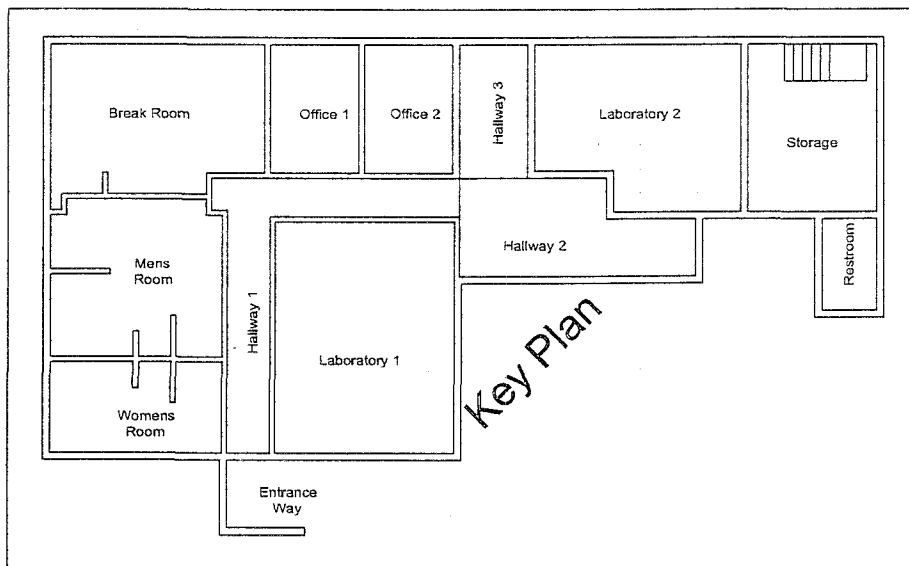 Break Room
Office 1
Office 2
Hallway 3
Laboratory 2
Storage
Mens
Room
Hallway 1
Hallway 2
Restroom
Laboratory 1
Key Plan
Womens
Room
Entrance
Way